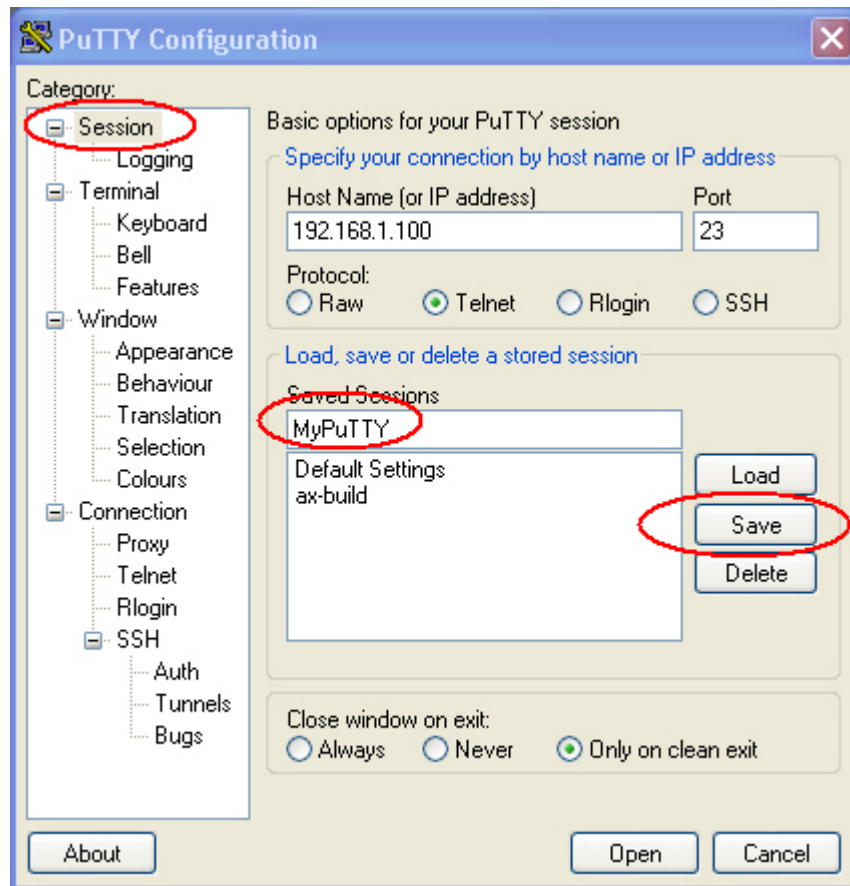 PuTTY Configuration
Category:
Session
Logging
Terminal
Keyboard
Bell
Features
Window
Appearance
Behaviour
Translation
Selection
Colours
Connection
Proxy
Telnet
Rlogin
SSH
Auth
Tunnels
Bugs
Basic options for your PuTTY session
Specify your connection by host name or IP address
Host Name (or IP address) Port
192.168.1.100 23
Protocol:
Raw Telnet Rlogin SSH
Load, save or delete a stored session
Saved Sessions
MyPuTTY
Default Settings
ax-build
Load
Save
Delete
Close window on exit:
Always Never Only on clean exit
About Open Cancel